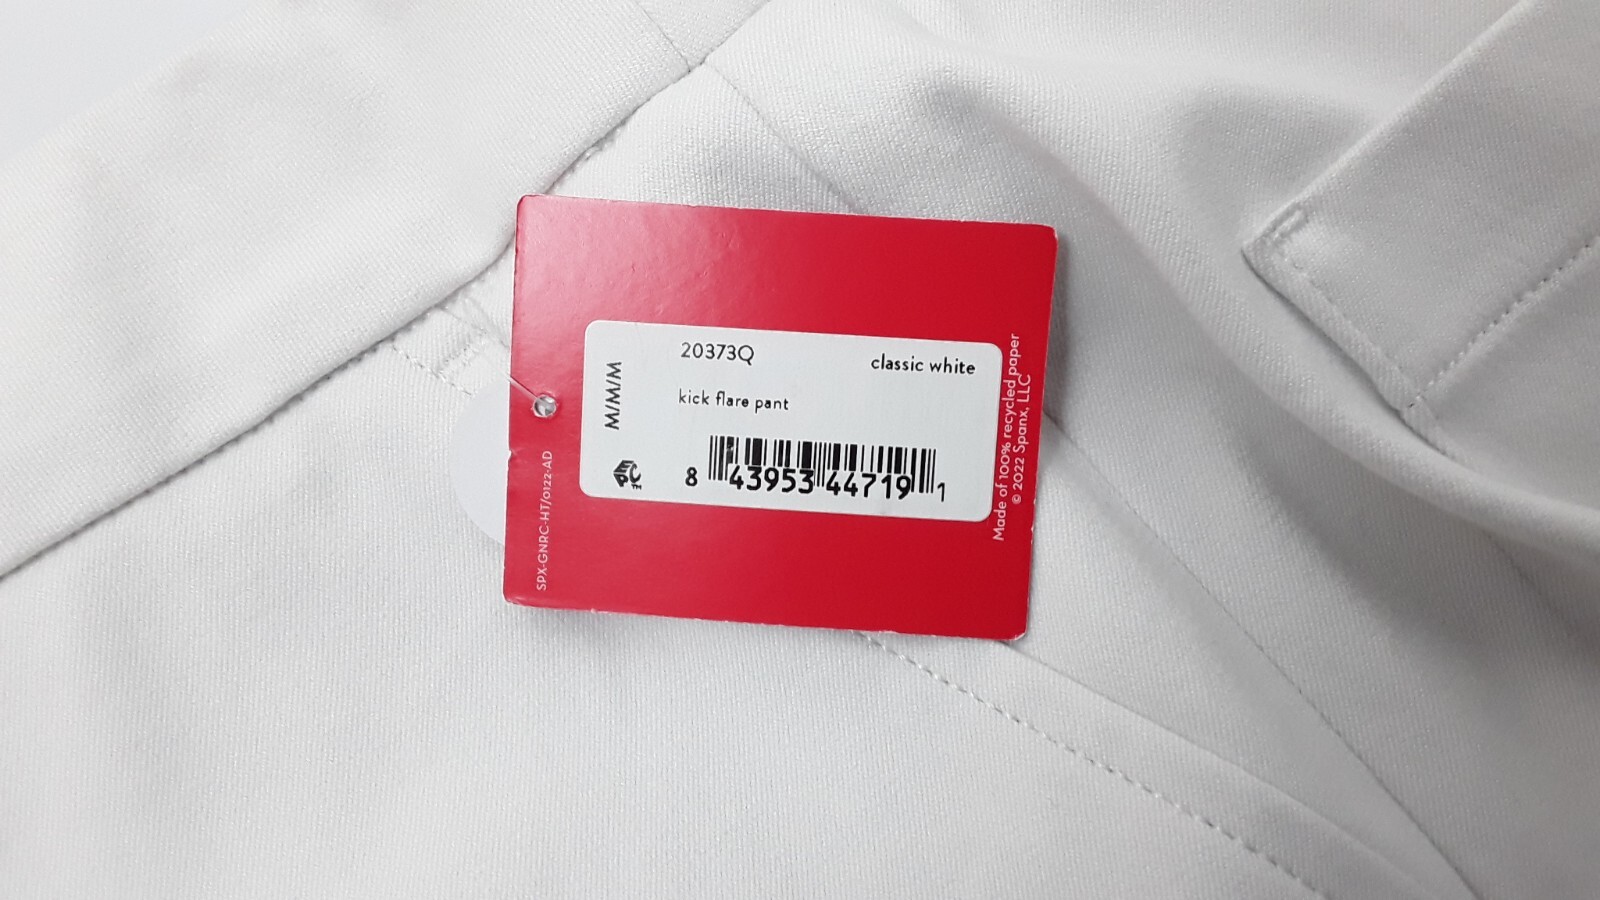 20373Q
classic white
M/M/M
kick flare pant
8 43953 44719 1
SPX-GNRC-HT/0122-AD
Made of 100% recycled paper
© 2022 Spanx, LLC